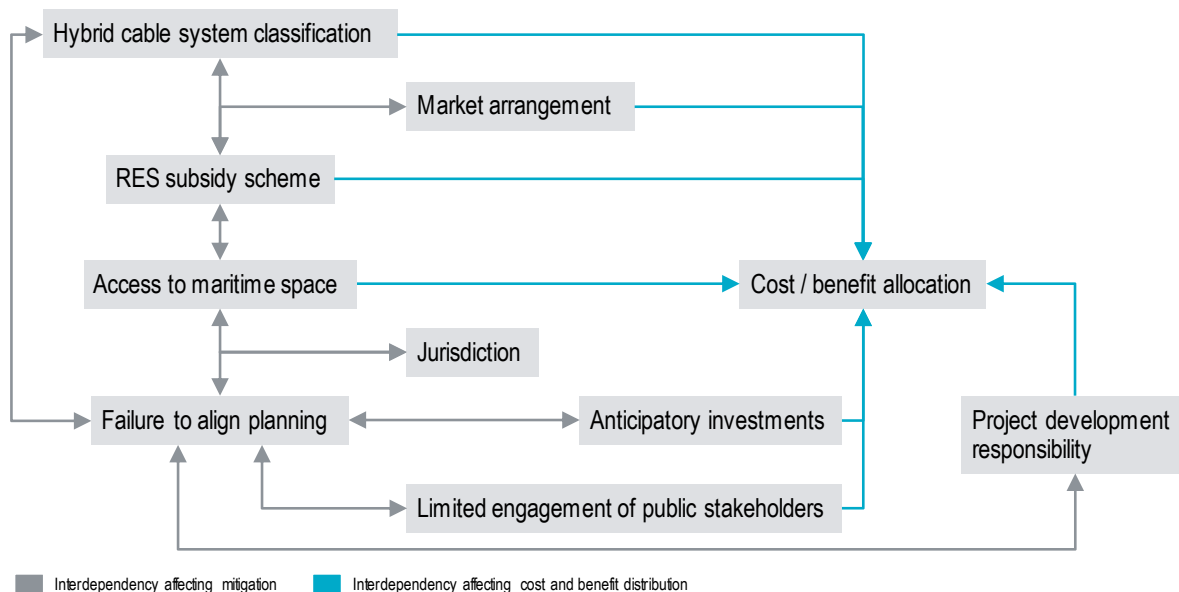 Hybrid cable system classification
Market arrangement
RES subsidy scheme
Access to maritime space
Cost / benefit allocation
Jurisdiction
Failure to align planning
Anticipatory investments
Project development
responsibility
Limited engagement of public stakeholders
Interdependency affecting mitigation
Interdependency affecting cost and benefit distribution